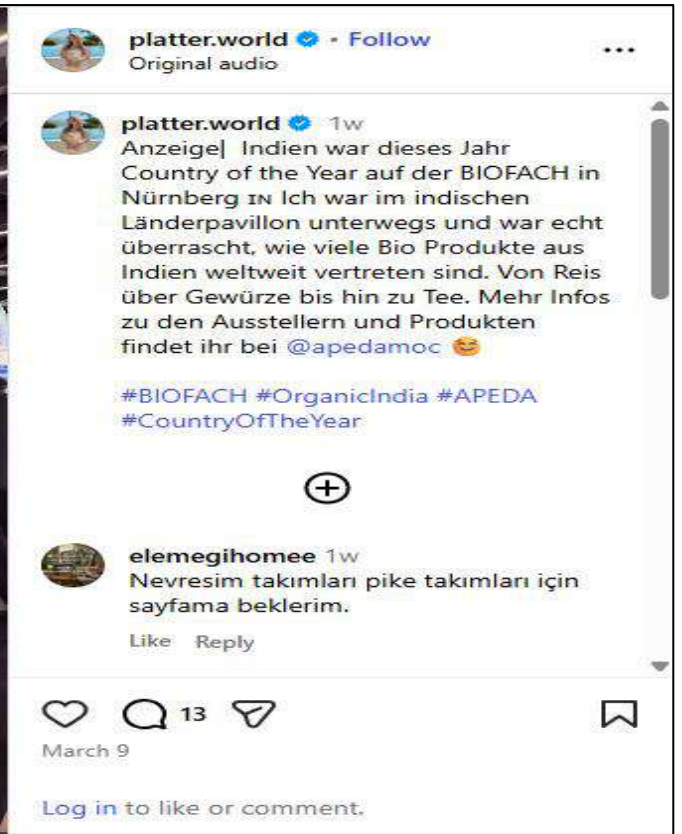 platter.world · Follow
Original audio
...
platter.world 1w
Anzeige| Indien war dieses Jahr
Country of the Year auf der BIOFACH in
Nürnberg IN Ich war im indischen
Länderpavillon unterwegs und war echt
überrascht, wie viele Bio Produkte aus
Indien weltweit vertreten sind. Von Reis
über Gewürze bis hin zu Tee. Mehr Infos
zu den Ausstellern und Produkten
findet ihr bei @apedamoc 😊
#BIOFACH #OrganicIndia #APEDA
#CountryOfTheYear
elemegihomee 1w
Nevresim takımları pike takımları için
sayfama beklerim.
Like Reply
13
March 9
Log in to like or comment.